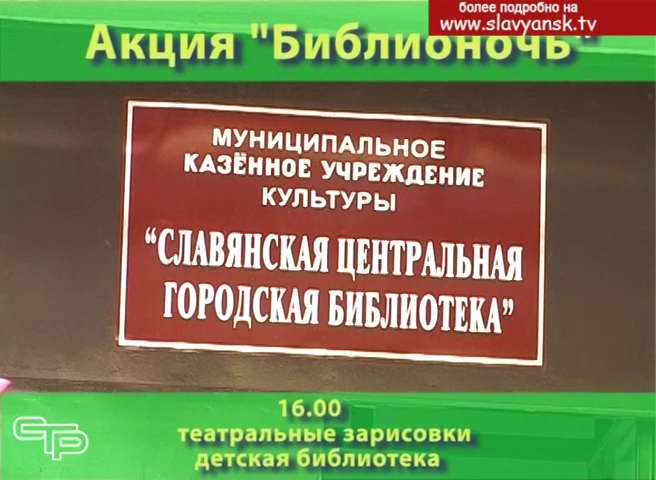 более подробно на
www.slavyansk.tv
Акция "Библионочь"
МУНИЦИПАЛЬНОЕ
КАЗЁННОЕ УЧРЕЖДЕНИЕ
КУЛЬТУРЫ
“СЛАВЯНСКАЯ ЦЕНТРАЛЬНАЯ
ГОРОДСКАЯ БИБЛИОТЕКА”
16.00
театральные зарисовки
детская библиотека
стр